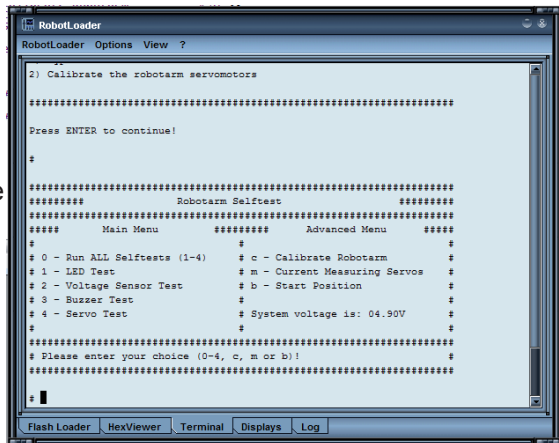 RobotLoader
RobotLoader Options View ?
2) Calibrate the robotarm servomotors
######################################################################
Press ENTER to continue!
#
######################################################################
######### Robotarm Selftest #########
######################################################################
##### Main Menu ######### Advanced Menu #####
# # #
# 0 - Run ALL Selftests (1-4) # c - Calibrate Robotarm #
# 1 - LED Test # m - Current Measuring Servos #
# 2 - Voltage Sensor Test # b - Start Position #
# 3 - Buzzer Test # #
# 4 - Servo Test # System voltage is: 04.90V #
# # #
######################################################################
# Please enter your choice (0-4, c, m or b)! #
######################################################################
#
Flash Loader HexViewer Terminal Displays Log